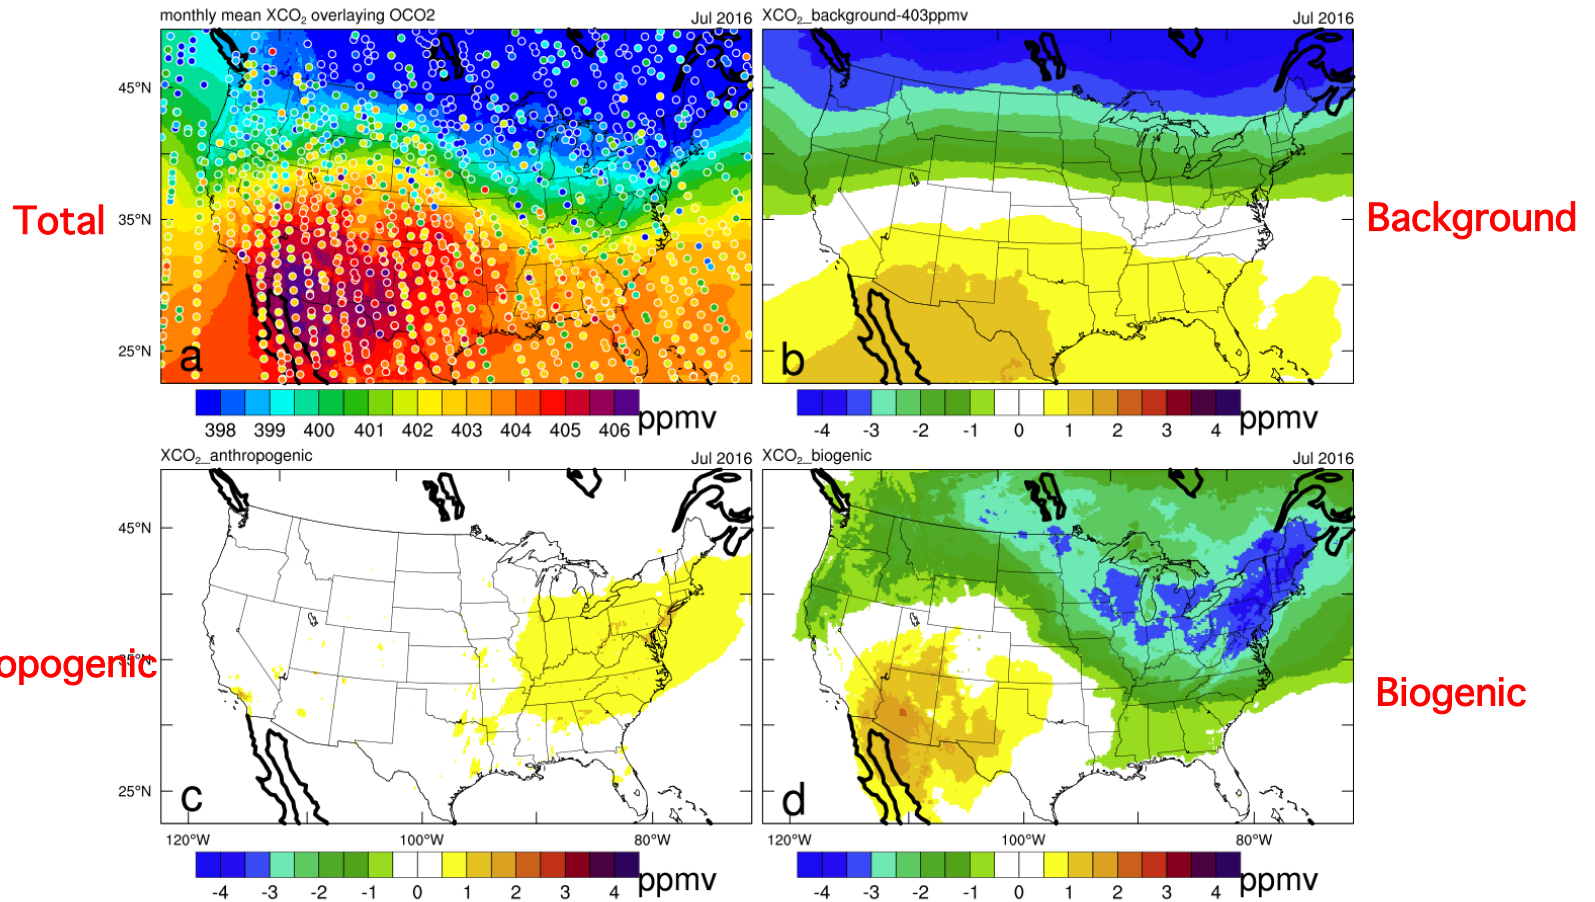 monthly mean XCO₂ overlaying OCO2
Jul 2016
XCO₂_background-403ppmv
Jul 2016
45°N
35°N
25°N
Total
Background
a
b
398 399 400 401 402 403 404 405 406 ppmv
-4 -3 -2 -1 0 1 2 3 4 ppmv
XCO₂_anthropogenic
Jul 2016
XCO₂_biogenic
Jul 2016
45°N
35°N
25°N
opogenic
Biogenic
c
d
120°W 100°W 80°W
120°W 100°W 80°W
-4 -3 -2 -1 0 1 2 3 4 ppmv
-4 -3 -2 -1 0 1 2 3 4 ppmv